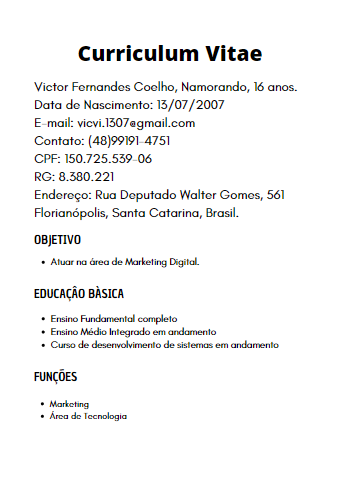 Curriculum Vitae
Victor Fernandes Coelho, Namorando, 16 anos.
Data de Nascimento: 13/07/2007
E-mail: vicvi.1307@gmail.com
Contato: (48)99191-4751
CPF: 150.725.539-06
RG: 8.380.221
Endereço: Rua Deputado Walter Gomes, 561
Florianópolis, Santa Catarina, Brasil.
OBJETIVO
• Atuar na área de Marketing Digital.
EDUCAÇÂO BÀSICA
• Ensino Fundamental completo
• Ensino Médio Integrado em andamento
• Curso de desenvolvimento de sistemas em andamento
FUNÇÕES
• Marketing
• Área de Tecnologia